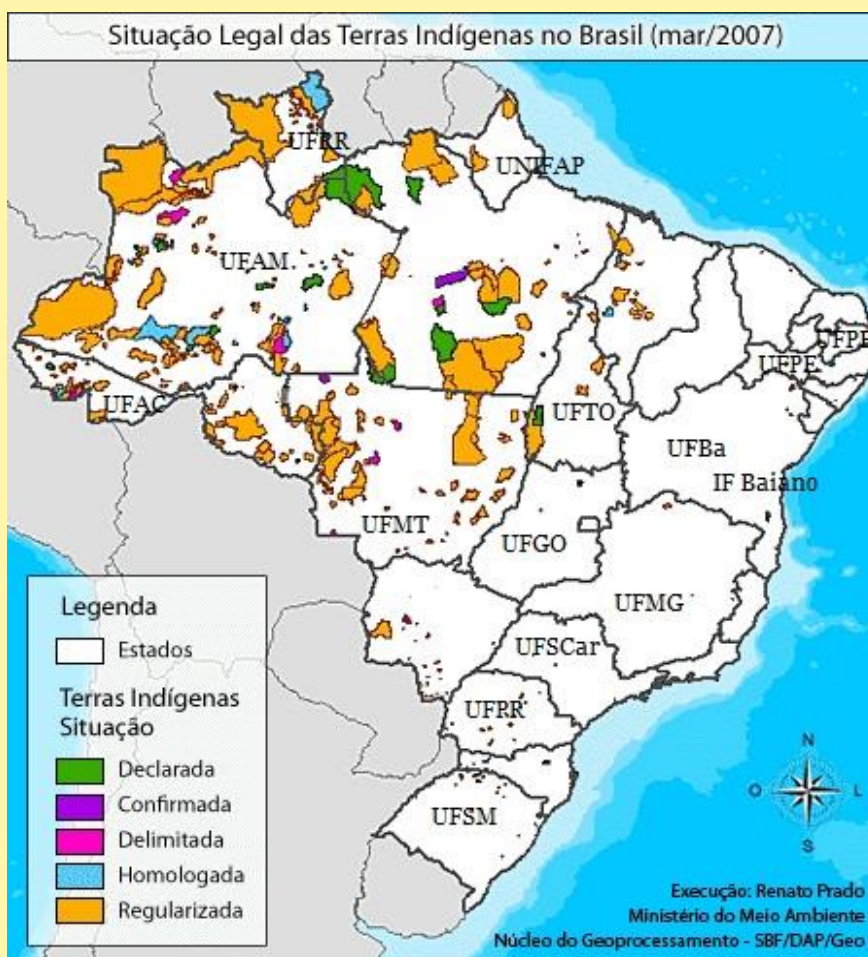 Situação Legal das Terras Indígenas no Brasil (mar/2007)
UFRR
UNIFAP
UFAM
UFPB
UFPE
UFAC
UFTO
UFBa
IF Baiano
UFMT
UFGO
UFMG
UFSCar
UFRR
UFSM
Legenda
Estados
Terras Indígenas
Situação
Declarada
Confirmada
Delimitada
Homologada
Regularizada
N
O
L
S
Execução: Renato Prado
Ministério do Meio Ambiente
Núcleo do Geoprocessamento - SBF/DAP/Geo